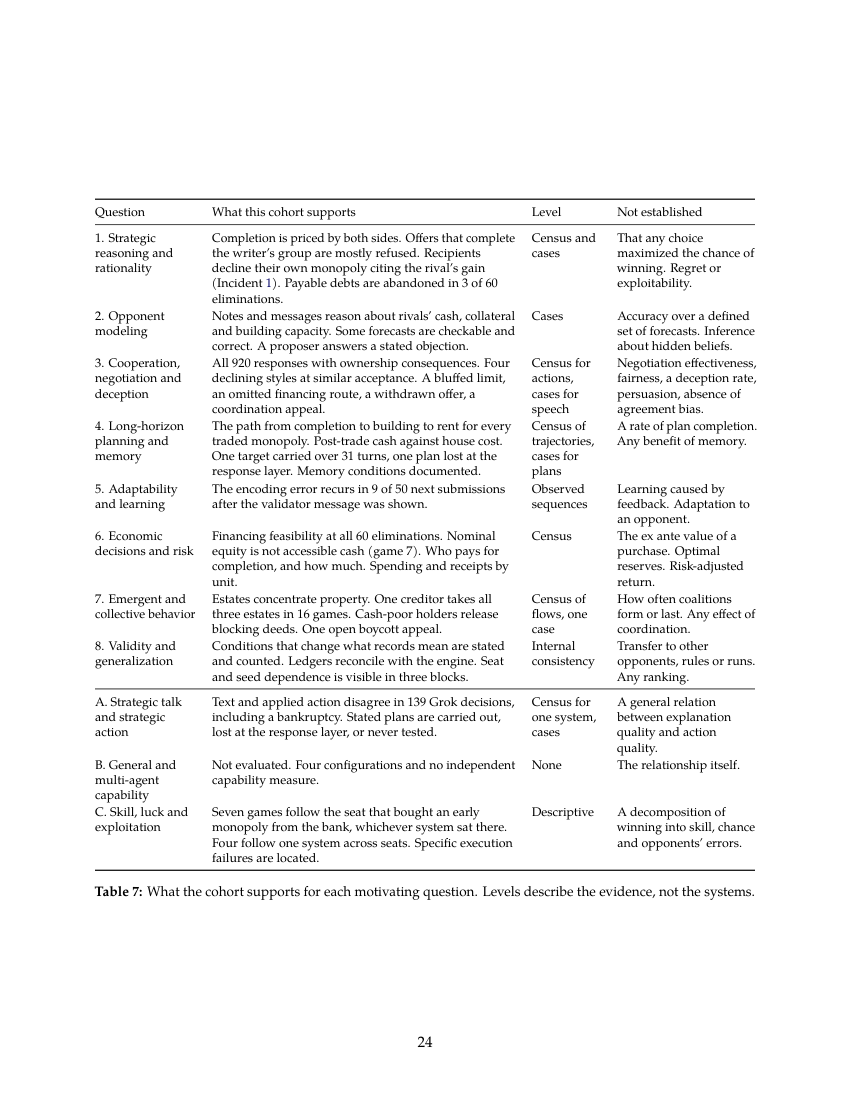 Question What this cohort supports Level Not established
1. Strategic reasoning and rationality
Completion is priced by both sides. Offers that complete
the writer's group are mostly refused. Recipients
decline their own monopoly citing the rival's gain
(Incident 1). Payable debts are abandoned in 3 of 60
eliminations.
Census and
cases
That any choice
maximized the chance of
winning. Regret or
exploitability.
2. Opponent
modeling
Notes and messages reason about rivals' cash, collateral
and building capacity. Some forecasts are checkable and
correct. A proposer answers a stated objection.
Cases
Accuracy over a defined
set of forecasts. Inference
about hidden beliefs.
3. Cooperation,
negotiation and
deception
All 920 responses with ownership consequences. Four
declining styles at similar acceptance. A bluffed limit,
an omitted financing route, a withdrawn offer, a
coordination appeal.
Census for
actions,
cases for
speech
Negotiation effectiveness,
fairness, a deception rate,
persuasion, absence of
agreement bias.
4. Long-horizon
planning and
memory
The path from completion to building to rent for every
traded monopoly. Post-trade cash against house cost.
One target carried over 31 turns, one plan lost at the
response layer. Memory conditions documented.
Census of
trajectories,
cases for
plans
A rate of plan completion.
Any benefit of memory.
5. Adaptability
and learning
The encoding error recurs in 9 of 50 next submissions
after the validator message was shown.
Observed
sequences
Learning caused by
feedback. Adaptation to
an opponent.
6. Economic
decisions and risk
Financing feasibility at all 60 eliminations. Nominal
equity is not accessible cash (game 7). Who pays for
completion, and how much. Spending and receipts by
unit.
Census
The ex ante value of a
purchase. Optimal
reserves. Risk-adjusted
return.
7. Emergent and
collective behavior
Estates concentrate property. One creditor takes all
three estates in 16 games. Cash-poor holders release
blocking deeds. One open boycott appeal.
Census of
flows, one
case
How often coalitions
form or last. Any effect of
coordination.
8. Validity and
generalization
Conditions that change what records mean are stated
and counted. Ledgers reconcile with the engine. Seat
and seed dependence is visible in three blocks.
Internal
consistency
Transfer to other
opponents, rules or runs.
Any ranking.
A. Strategic talk
and strategic
action
Text and applied action disagree in 139 Grok decisions,
including a bankruptcy. Stated plans are carried out,
lost at the response layer, or never tested.
Census for
one system,
cases
A general relation
between explanation
quality and action
quality.
B. General and
multi-agent
capability
Not evaluated. Four configurations and no independent
capability measure.
None
The relationship itself.
C. Skill, luck and
exploitation
Seven games follow the seat that bought an early
monopoly from the bank, whichever system sat there.
Four follow one system across seats. Specific execution
failures are located.
Descriptive
A decomposition of
winning into skill, chance
and opponents' errors.
Table 7: What the cohort supports for each motivating question. Levels describe the evidence, not the systems.
24